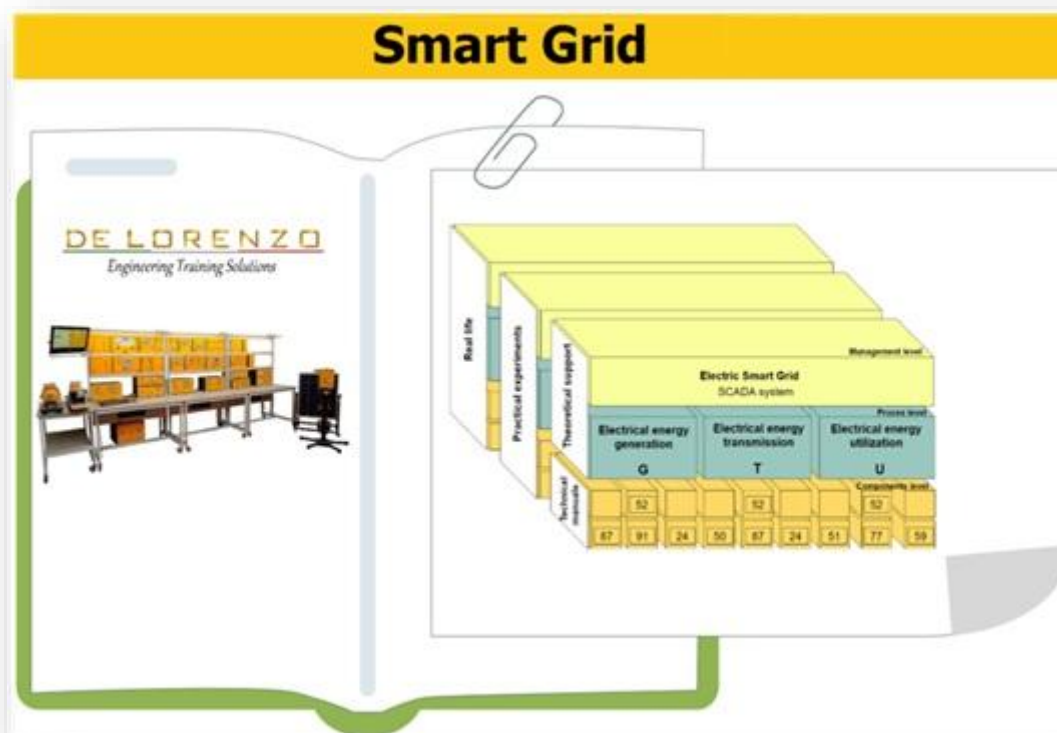 Smart Grid
DE LORENZO
Engineering Training Solutions
Real life
Practical experiments
Theoretical support
Technical
manuals
Management level
Electric Smart Grid
SCADA system
Proces level
Electrical energy
generation
G
Electrical energy
transmission
T
Electrical energy
utilization
U
Components level
52
52
52
87
91
24
50
87
24
51
77
59